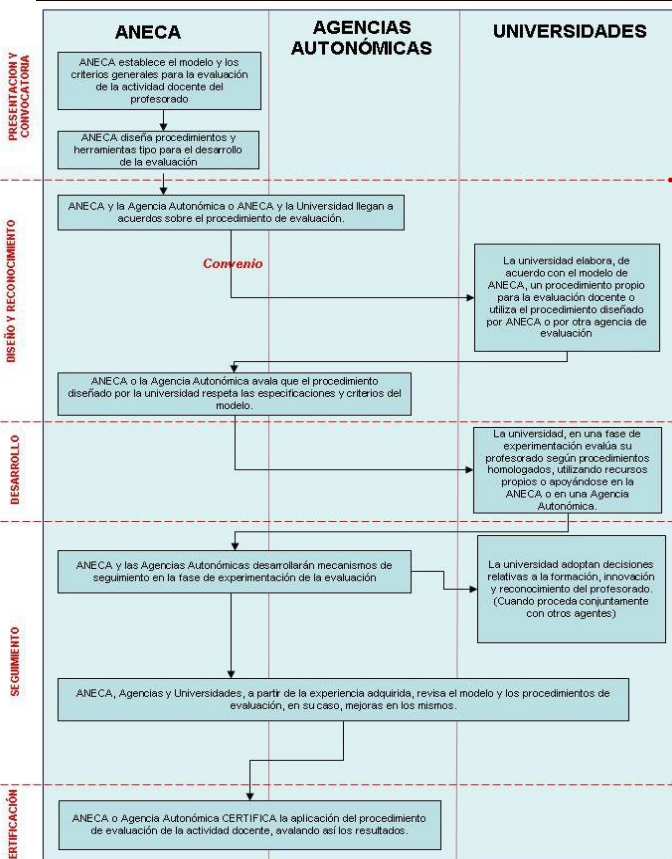 ANECA
AGENCIAS
AUTONÓMICAS
UNIVERSIDADES
PRESENTACION Y
CONVOCATORIA
ANECA establece el modelo y los
criterios generales para la evaluación
de la actividad docente del
profesorado
ANECA diseña procedimientos y
herramientas tipo para el desarrollo
de la evaluación
DISEÑO Y RECONOCIMIENTO
ANECA y la Agencia Autonómica o ANECA y la Universidad llegan a
acuerdos sobre el procedimiento de evaluación.
Convenio
La universidad elabora, de
acuerdo con el modelo de
ANECA, un procedimiento propio
para la evaluación docente o
utiliza el procedimiento diseñado
por ANECA o por otra agencia de
evaluación
ANECA o la Agencia Autonómica avala que el procedimiento
diseñado por la universidad respeta las especificaciones y criterios del
modelo.
DESARROLLO
La universidad, en una fase de
experimentación evalúa su
profesorado según procedimientos
homologados, utilizando recursos
propios o apoyándose en la
ANECA o en una Agencia
Autonómica.
SEGUIMIENTO
ANECA y las Agencias Autonómicas desarrollarán mecanismos de
seguimiento en la fase de experimentación de la evaluación
La universidad adoptan decisiones
relativas a la formación, innovación
y reconocimiento del profesorado.
(Cuando proceda conjuntamente
con otros agentes)
ANECA, Agencias y Universidades, a partir de la experiencia adquirida, revisa el modelo y los procedimientos de
evaluación, en su caso, mejoras en los mismos.
ERTIFICACIÓN
ANECA o Agencia Autonómica CERTIFICA la aplicación del procedimiento
de evaluación de la actividad docente, avalando así los resultados.